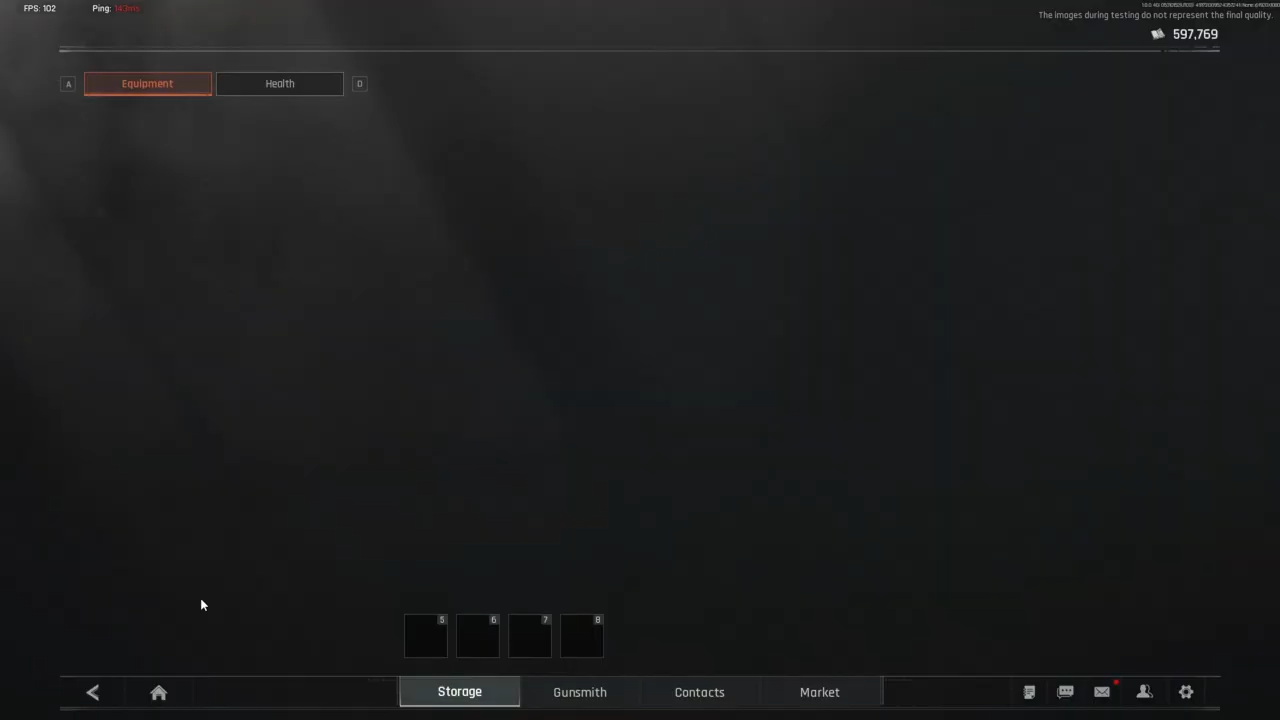 FPS: 102
Ping:
The images during testing do not represent the final quality.
597,769
A
Equipment
Health
D
5
6
7
8
Storage
Gunsmith
Contacts
Market